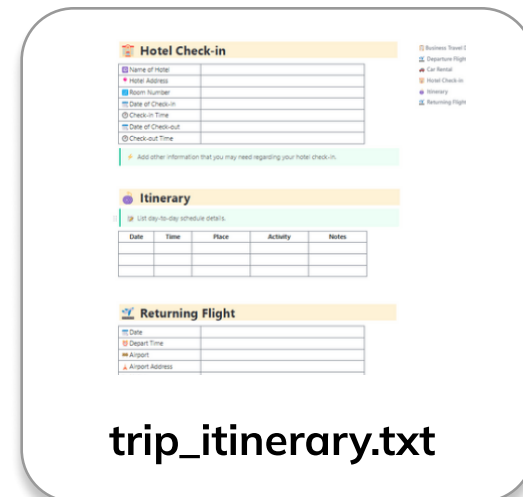 Hotel Check-in
Name of Hotel
Hotel Address
Room Number
Date of Check-in
Check-in Time
Date of Check-out
Check-out Time
Add other information that you may need regarding your hotel check-in.
Itinerary
List day-to-day schedule details.
Date Time Place Activity Notes
Returning Flight
Date
Depart Time
Airport
Airport Address
Business Travel
Departure Fligh
Car Rental
Hotel Check-in
Itinerary
Returning Fligh
trip_itinerary.txt